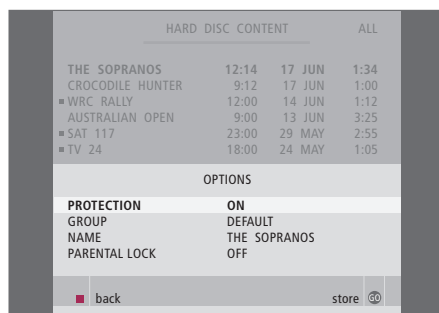 HARD DISC CONTENT ALL
THE SOPRANOS 12:14 17 JUN 1:34
CROCODILE HUNTER 9:12 17 JUN 1:00
WRC RALLY 12:00 14 JUN 1:12
AUSTRALIAN OPEN 9:00 13 JUN 3:25
SAT 117 23:00 29 MAY 2:55
TV 24 18:00 24 MAY 1:05
OPTIONS
PROTECTION ON
GROUP DEFAULT
NAME THE SOPRANOS
PARENTAL LOCK OFF
back store GO